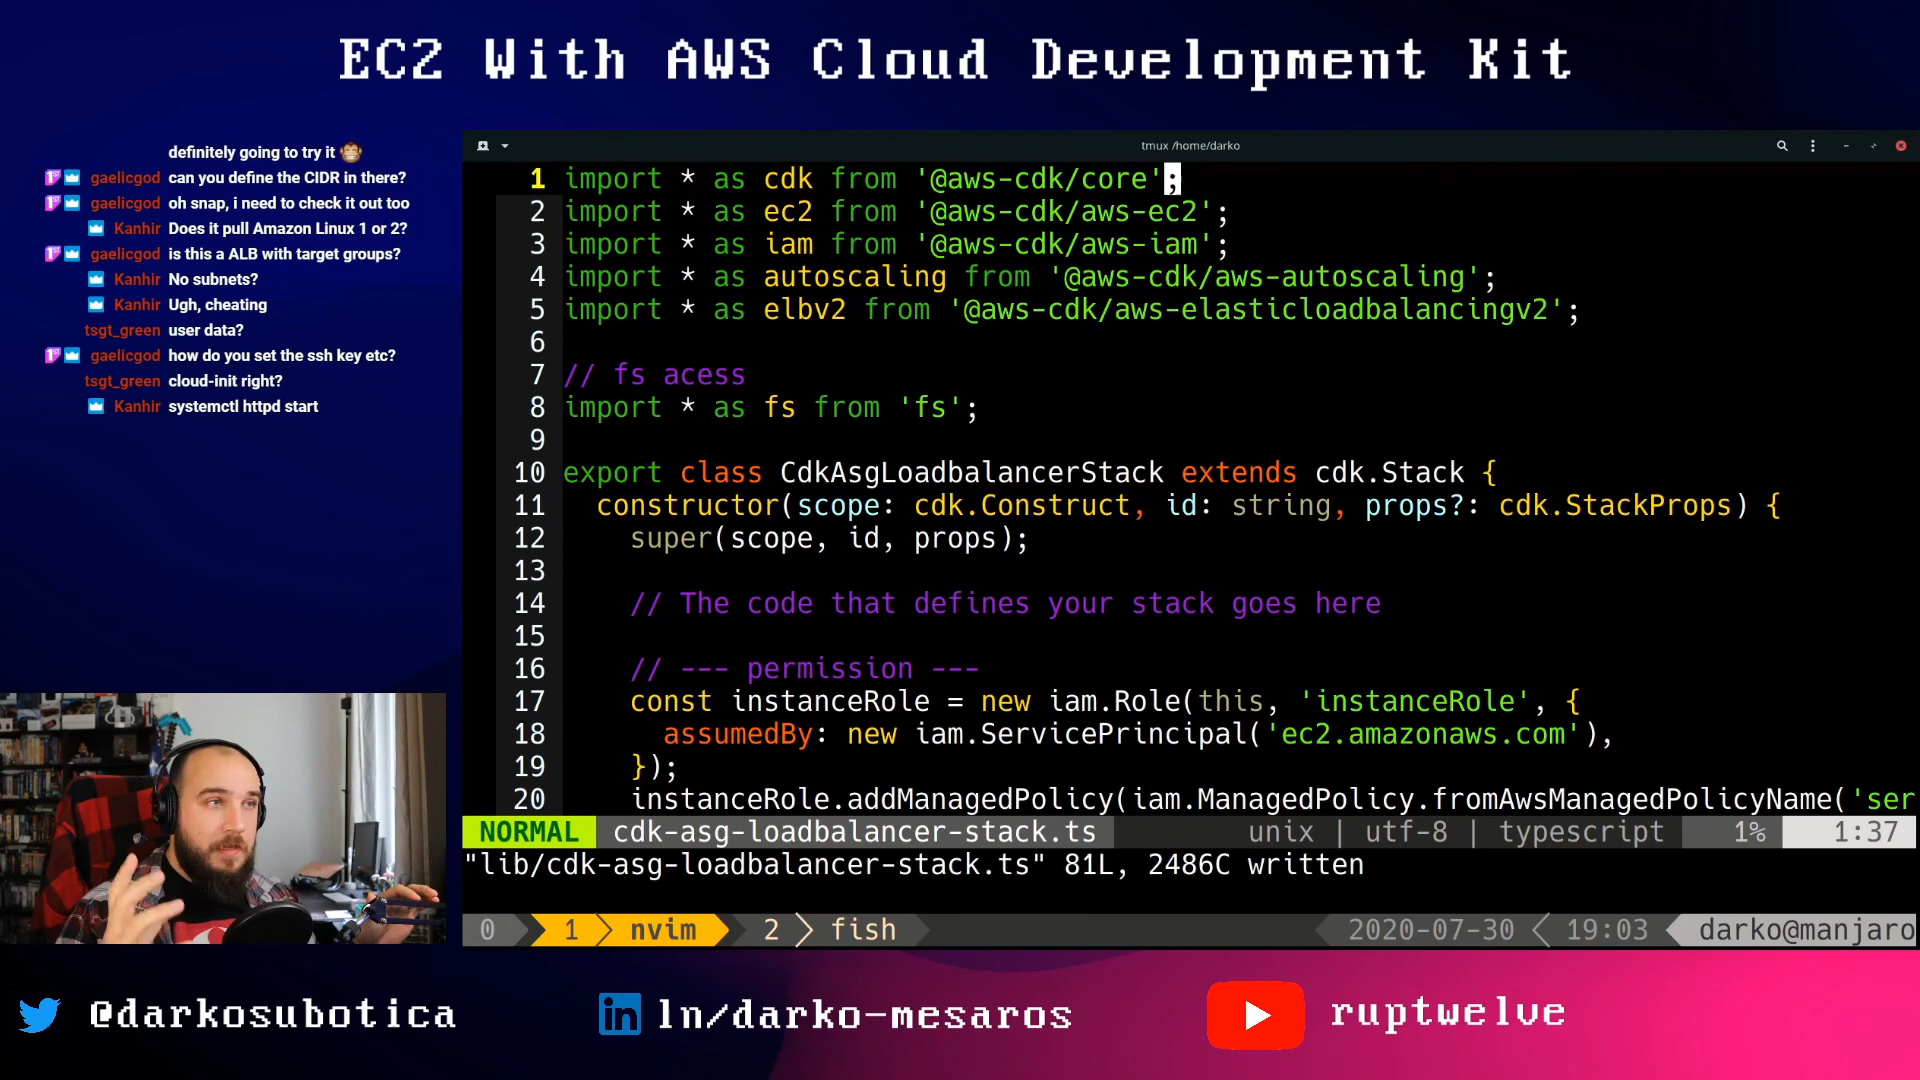 EC2 With AWS Cloud Development Kit
definitely going to try it
gaelicgod can you define the CIDR in there?
gaelicgod oh snap, i need to check it out too
Kanhir Does it pull Amazon Linux 1 or 2?
gaelicgod is this a ALB with target groups?
Kanhir No subnets?
Kanhir Ugh, cheating
tsgt_green user data?
gaelicgod how do you set the ssh key etc?
tsgt_green cloud-init right?
Kanhir systemctl httpd start
tmux /home/darko
1 import * as cdk from '@aws-cdk/core';
2 import * as ec2 from '@aws-cdk/aws-ec2';
3 import * as iam from '@aws-cdk/aws-iam';
4 import * as autoscaling from '@aws-cdk/aws-autoscaling';
5 import * as elbv2 from '@aws-cdk/aws-elasticloadbalancingv2';
6
7 // fs acess
8 import * as fs from 'fs';
9
10 export class CdkAsgLoadbalancerStack extends cdk.Stack {
11 constructor(scope: cdk.Construct, id: string, props?: cdk.StackProps) {
12 super(scope, id, props);
13
14 // The code that defines your stack goes here
15
16 // --- permission ---
17 const instanceRole = new iam.Role(this, 'instanceRole', {
18 assumedBy: new iam.ServicePrincipal('ec2.amazonaws.com'),
19 });
20 instanceRole.addManagedPolicy(iam.ManagedPolicy.fromAwsManagedPolicyName('ser
NORMAL cdk-asg-loadbalancer-stack.ts unix | utf-8 | typescript 1% 1:37
"lib/cdk-asg-loadbalancer-stack.ts" 81L, 2486C written
0 1 nvim 2 fish 2020-07-30 19:03 darko@manjaro
@darkosubotica
in ln/darko-mesaros
ruptwelve